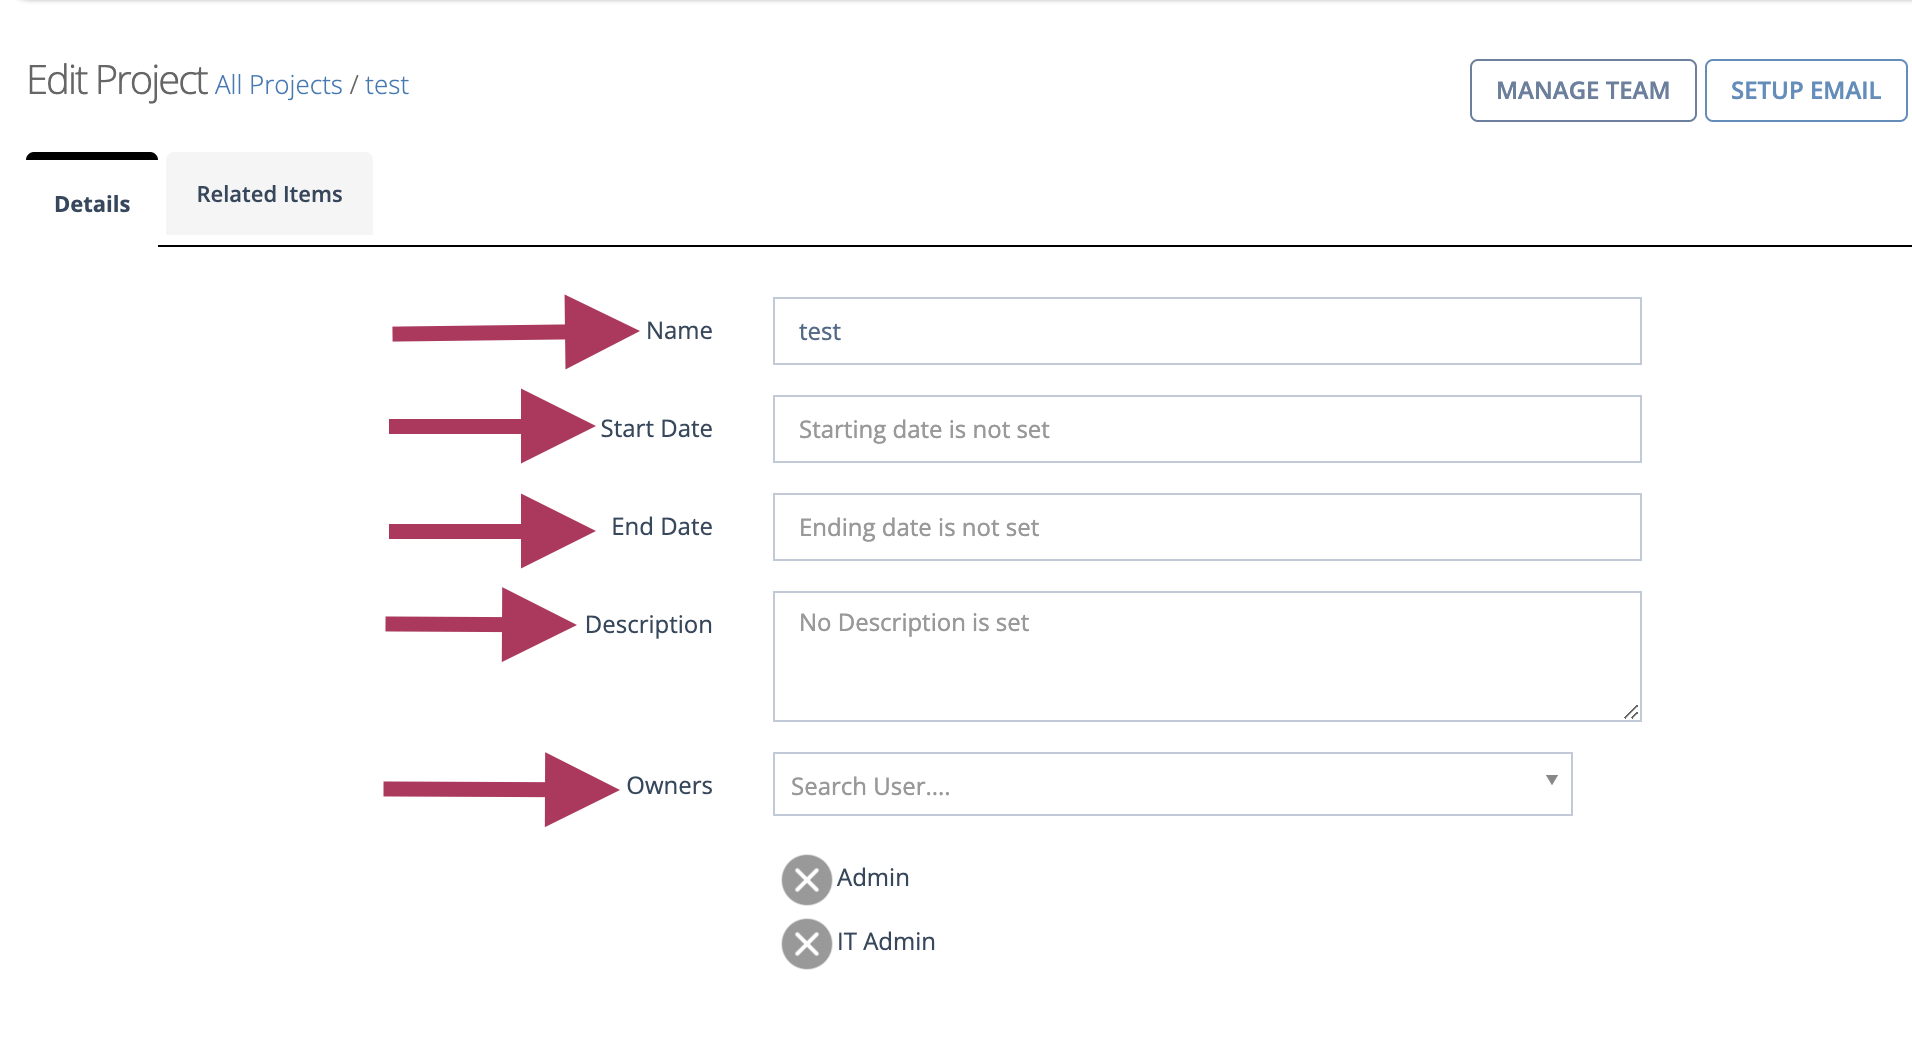 Edit Project All Projects / test
MANAGE TEAM
SETUP EMAIL
Details
Related Items
Name
test
Start Date
Starting date is not set
End Date
Ending date is not set
Description
No Description is set
Owners
Search User....
Admin
IT Admin